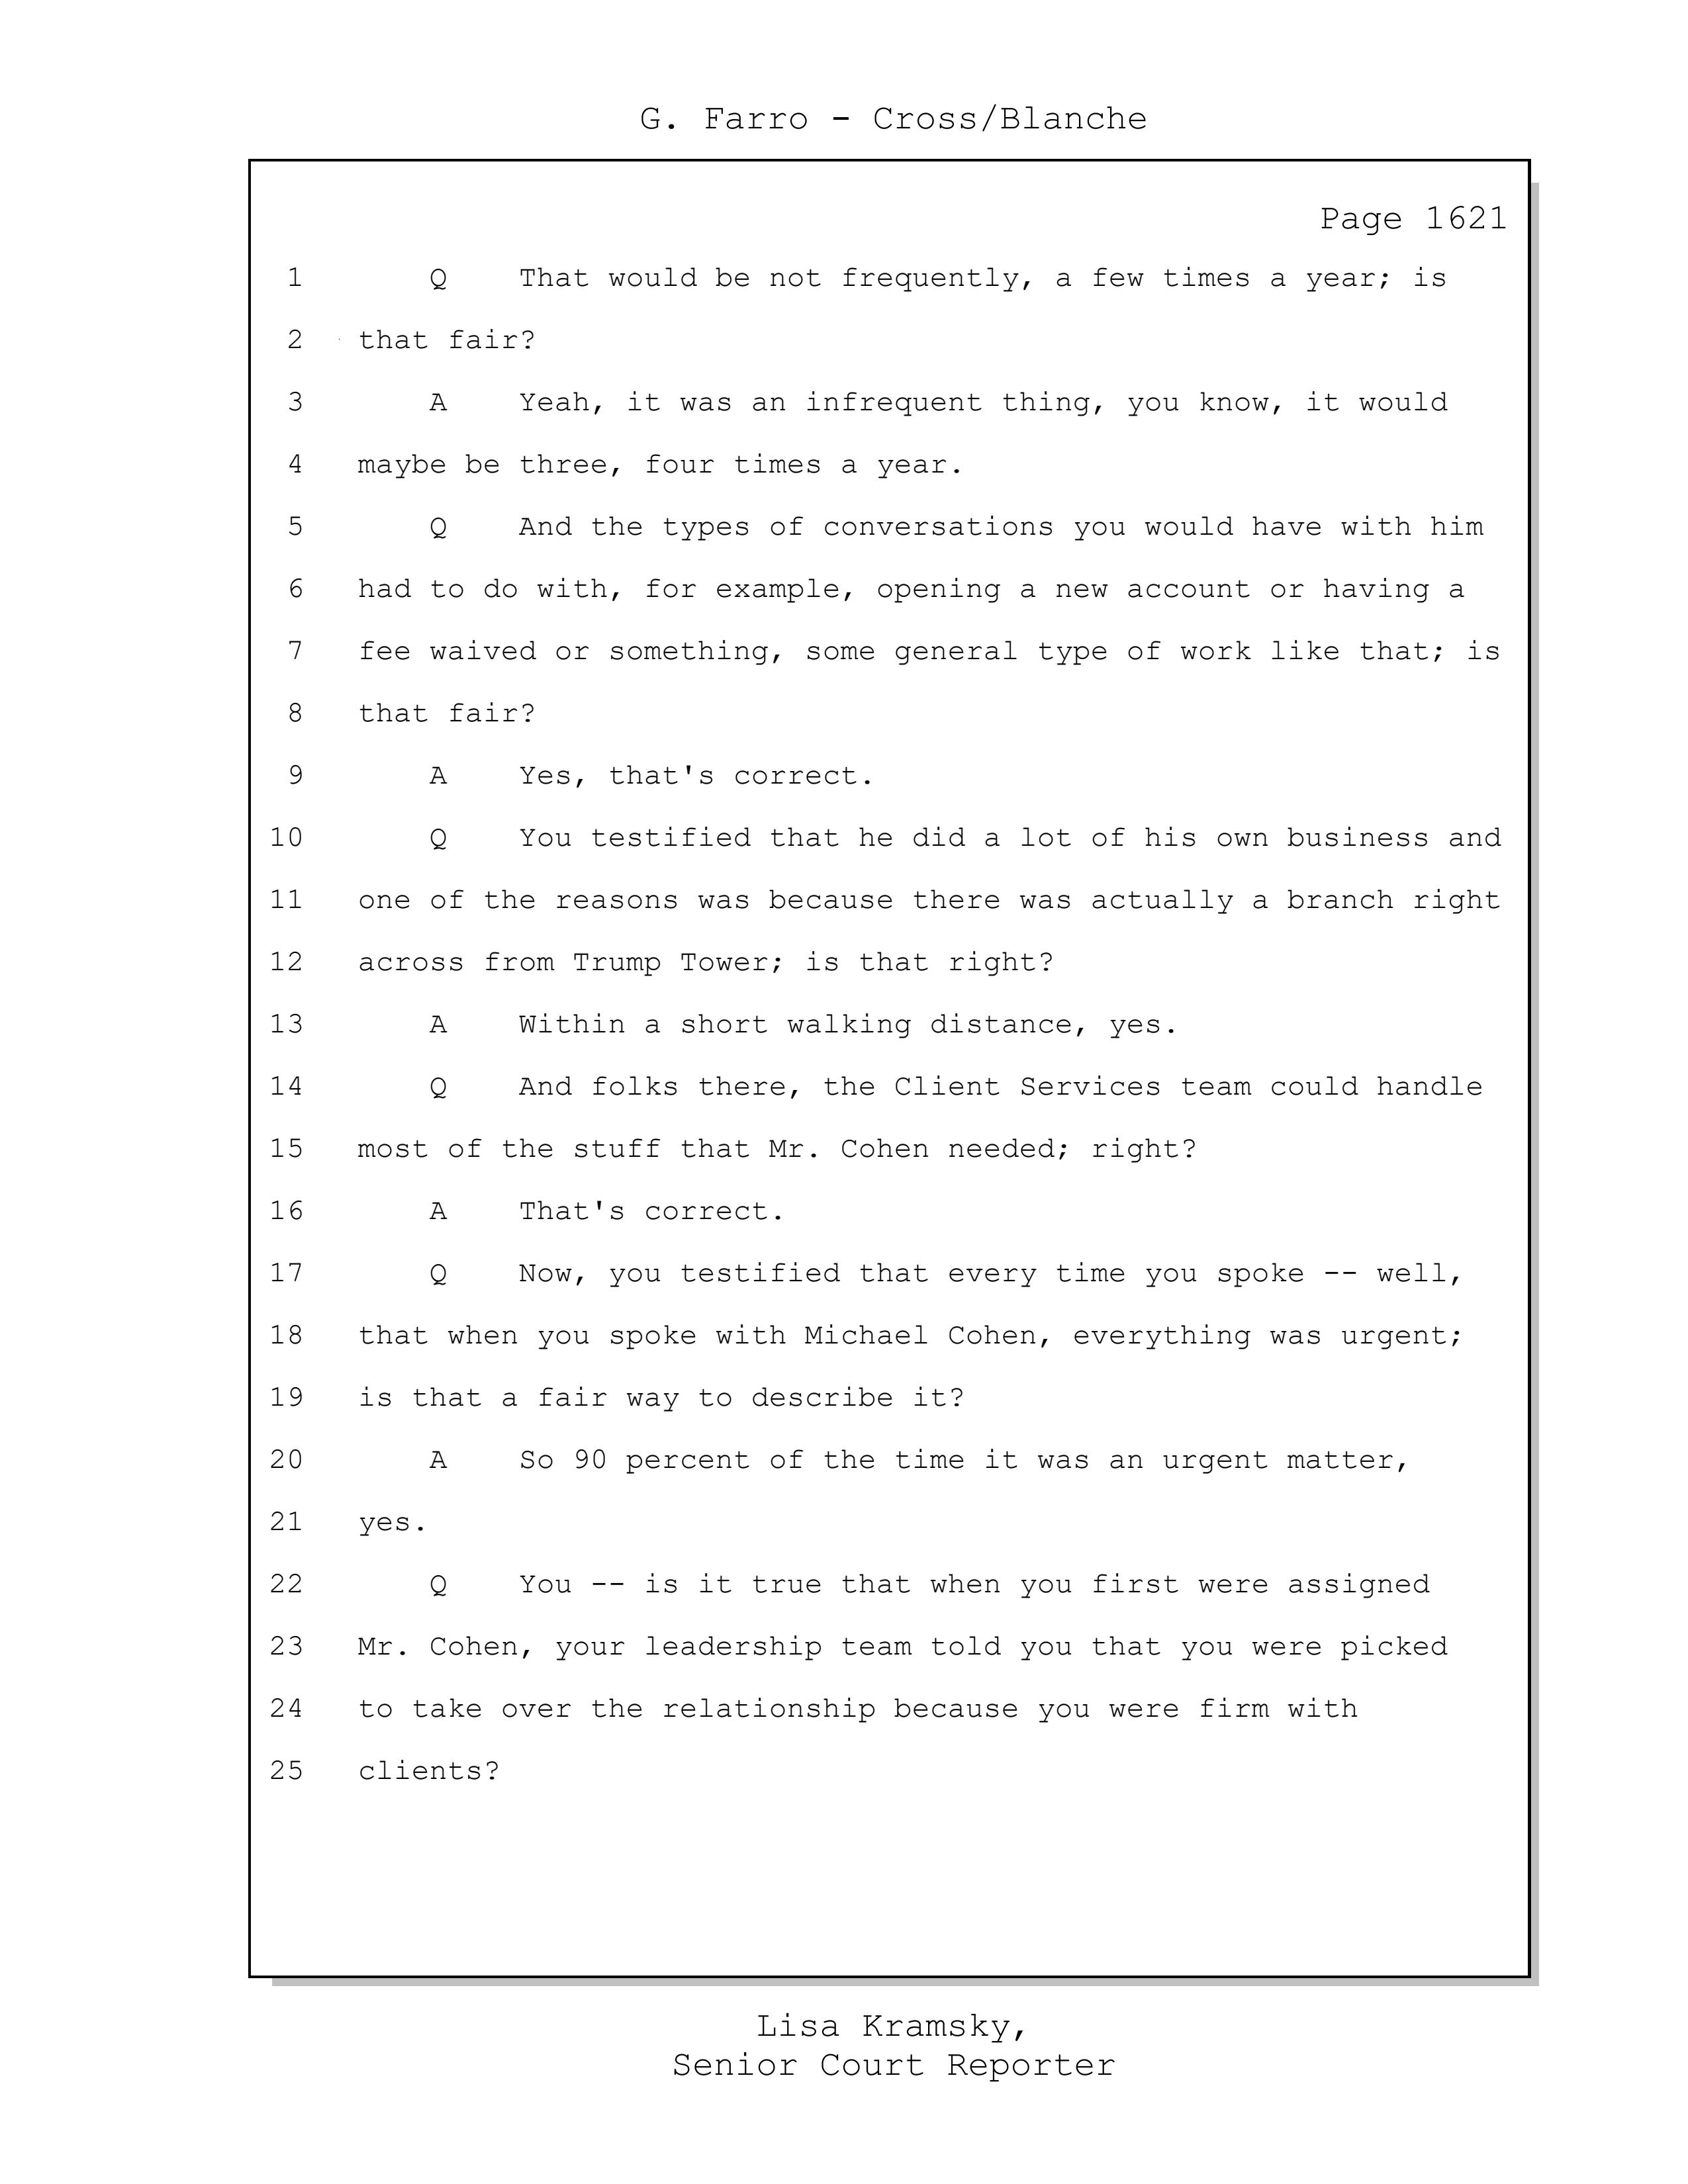 G. Farro - Cross/Blanche
Page 1621
1 Q That would be not frequently, a few times a year; is
2 that fair?
3 A Yeah, it was an infrequent thing, you know, it would
4 maybe be three, four times a year.
5 Q And the types of conversations you would have with him
6 had to do with, for example, opening a new account or having a
7 fee waived or something, some general type of work like that; is
8 that fair?
9 A Yes, that's correct.
10 Q You testified that he did a lot of his own business and
11 one of the reasons was because there was actually a branch right
12 across from Trump Tower; is that right?
13 A Within a short walking distance, yes.
14 Q And folks there, the Client Services team could handle
15 most of the stuff that Mr. Cohen needed; right?
16 A That's correct.
17 Q Now, you testified that every time you spoke -- well,
18 that when you spoke with Michael Cohen, everything was urgent;
19 is that a fair way to describe it?
20 A So 90 percent of the time it was an urgent matter,
21 yes.
22 Q You -- is it true that when you first were assigned
23 Mr. Cohen, your leadership team told you that you were picked
24 to take over the relationship because you were firm with
25 clients?
Lisa Kramsky,
Senior Court Reporter